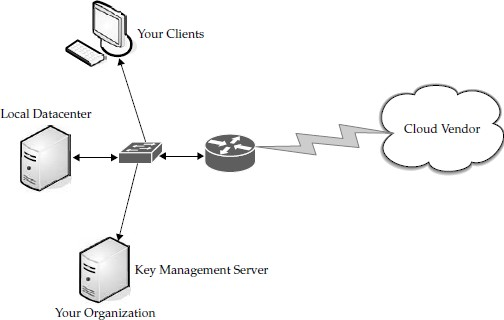 Your Clients
Local Datacenter
Cloud Vendor
Key Management Server
Your Organization